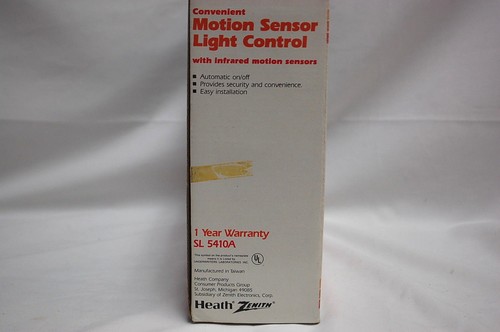 Convenient
Motion Sensor
Light Control
with infrared motion sensors
■ Automatic on/off
■ Provides security and convenience.
■ Easy installation
1 Year Warranty
SL 5410A
UL
Manufactured in Taiwan
Heath Company
Consumer Products Group
St. Joseph, Michigan 49085
Subsidiary of Zenith Electronics, Corp.
Heath ZENITH